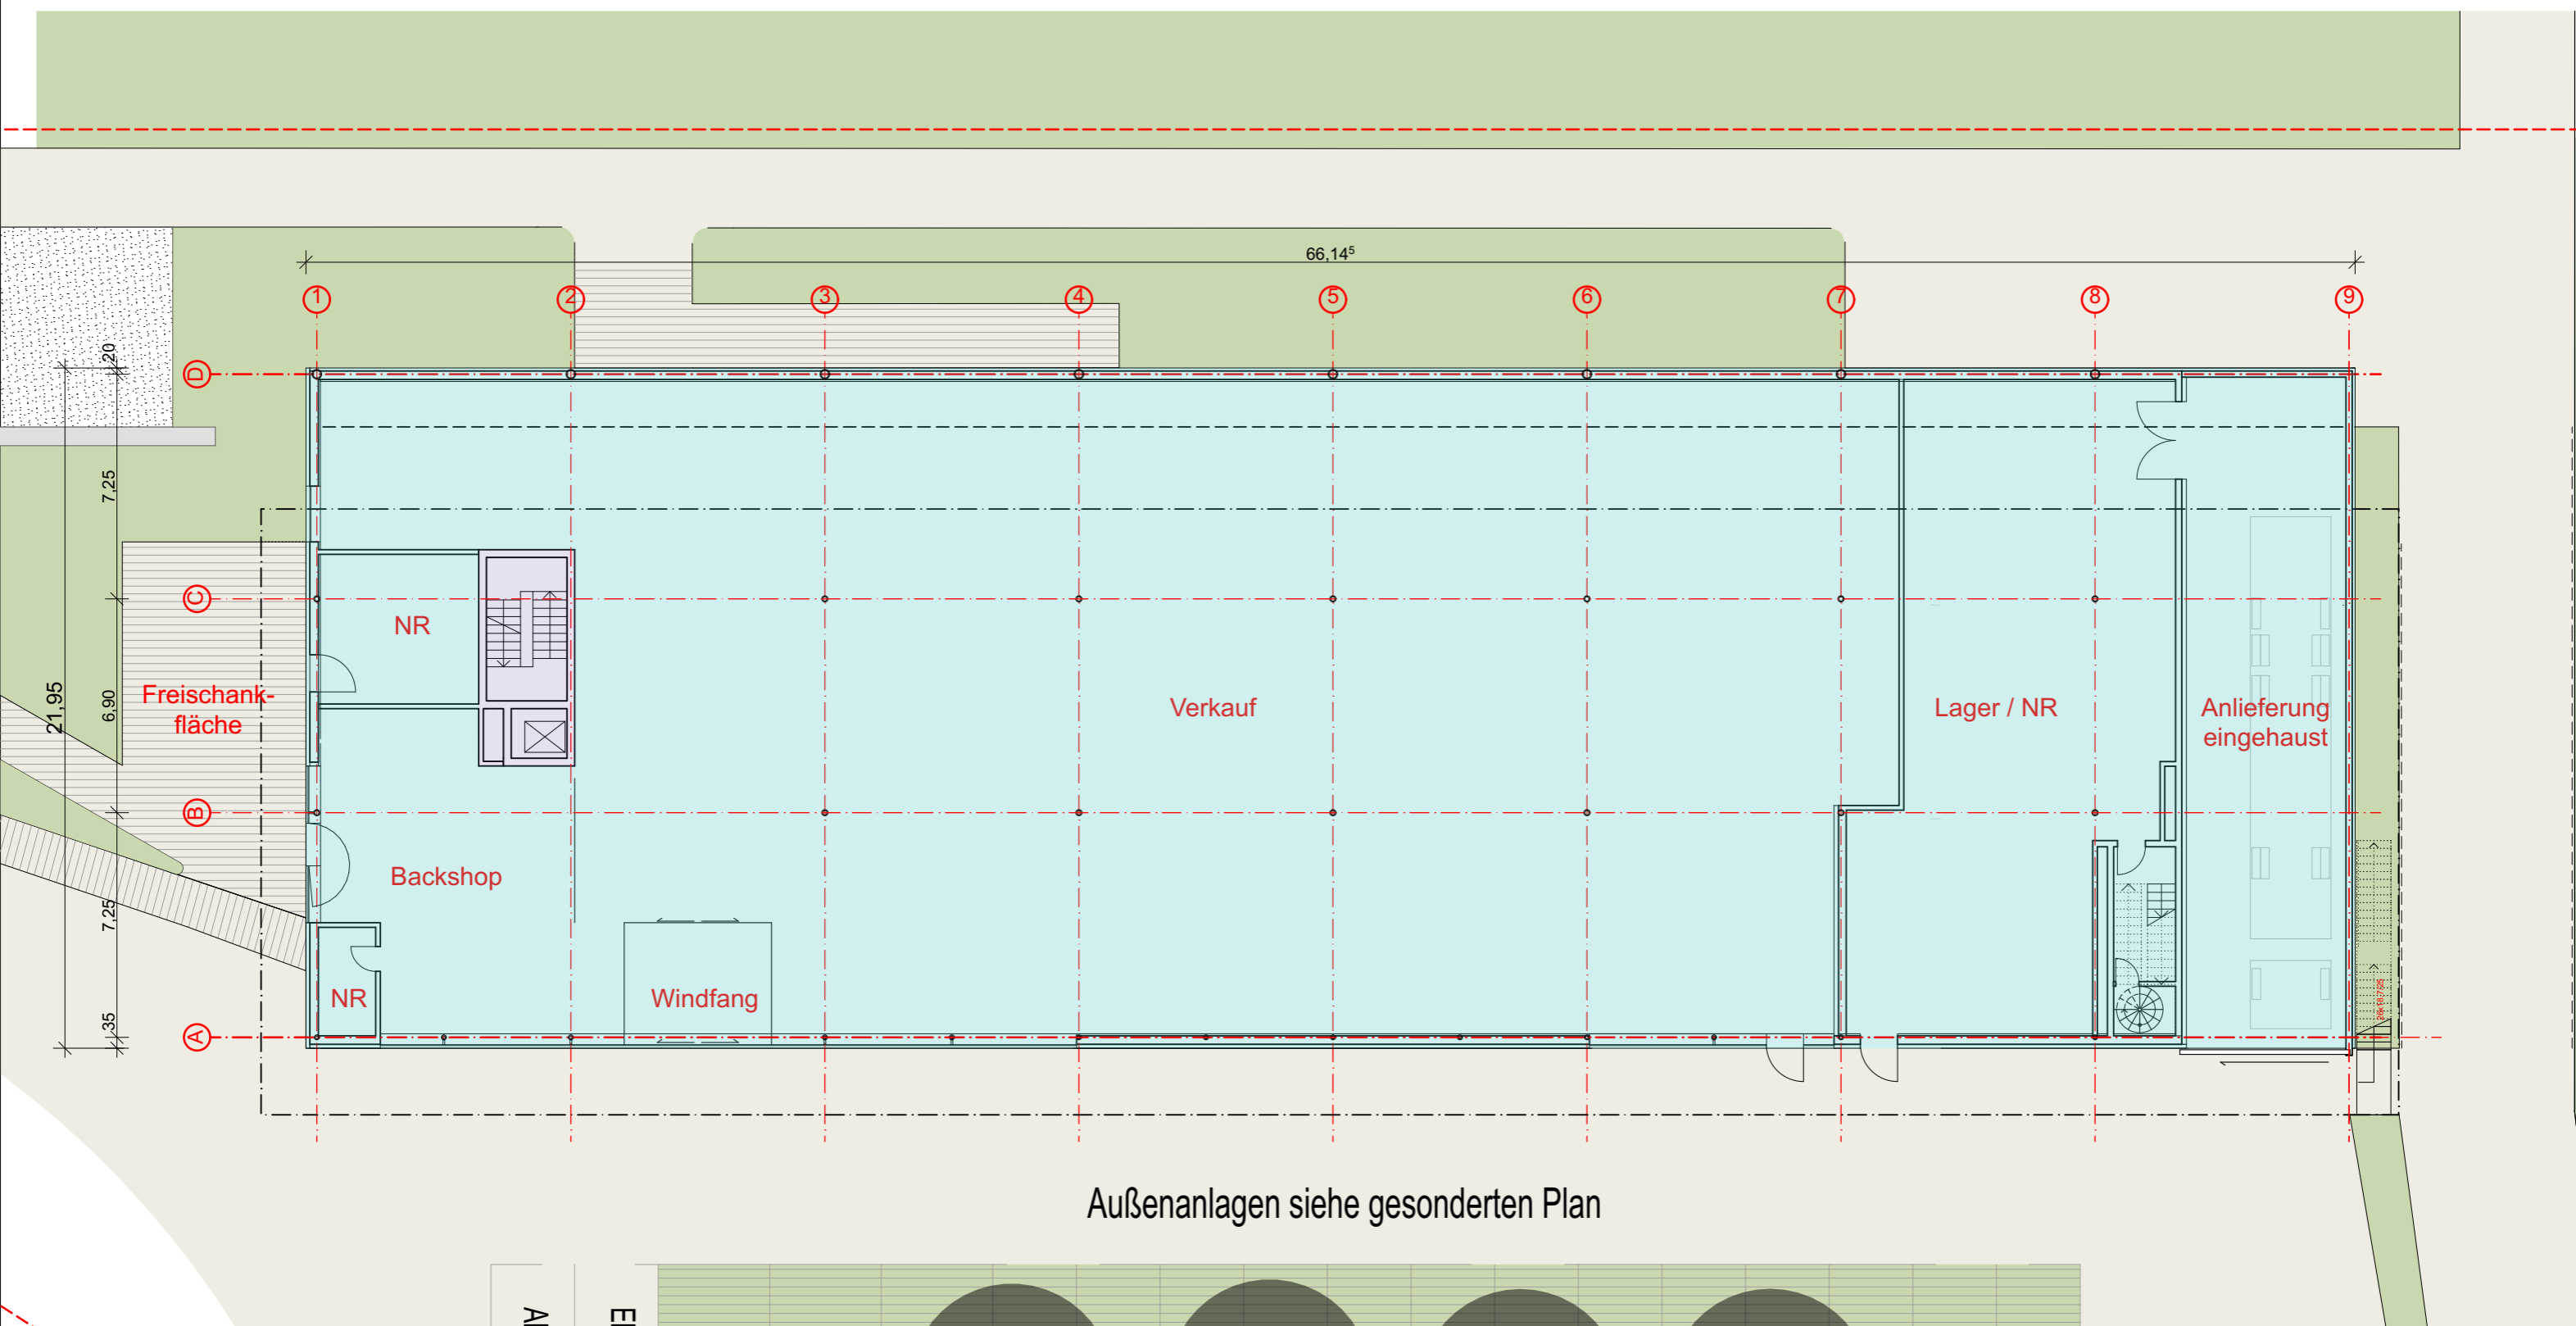 66,14⁵
1
2
3
4
5
6
7
8
9
D
20
7,25
C
NR
Freischank-
fläche
21,95
6,90
Verkauf
Lager / NR
Anlieferung
eingehaust
B
Backshop
7,25
NR
Windfang
35
A
Außenanlagen siehe gesonderten Plan